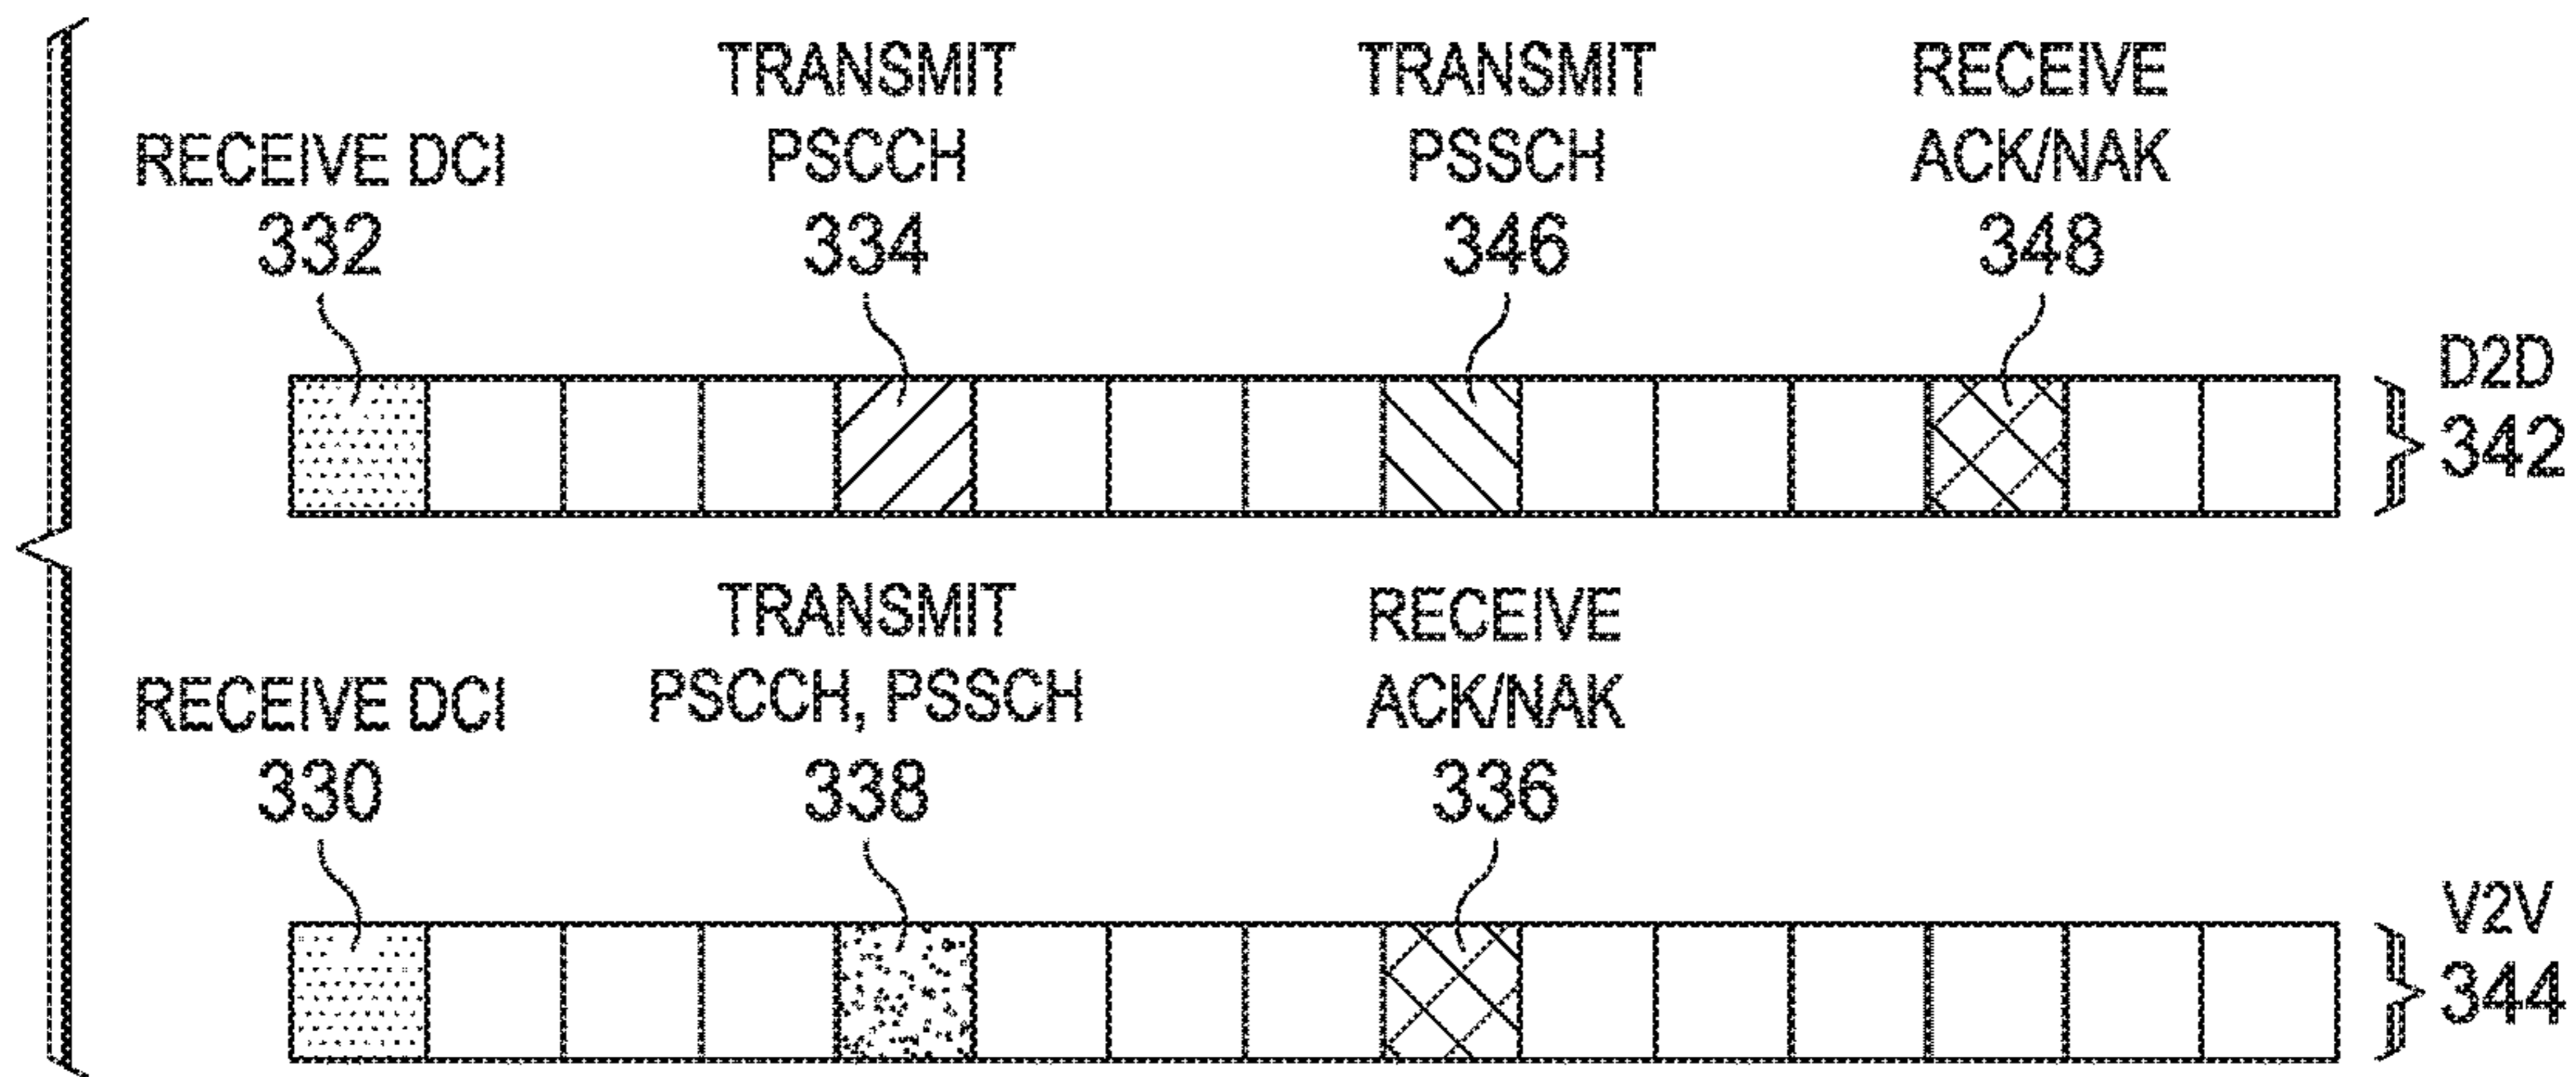 TRANSMIT
PSCCH
334
TRANSMIT
PSSCH
346
RECEIVE
ACK/NAK
348
RECEIVE DCI
332
D2D
342
TRANSMIT
PSCCH, PSSCH
338
RECEIVE
ACK/NAK
336
RECEIVE DCI
330
V2V
344